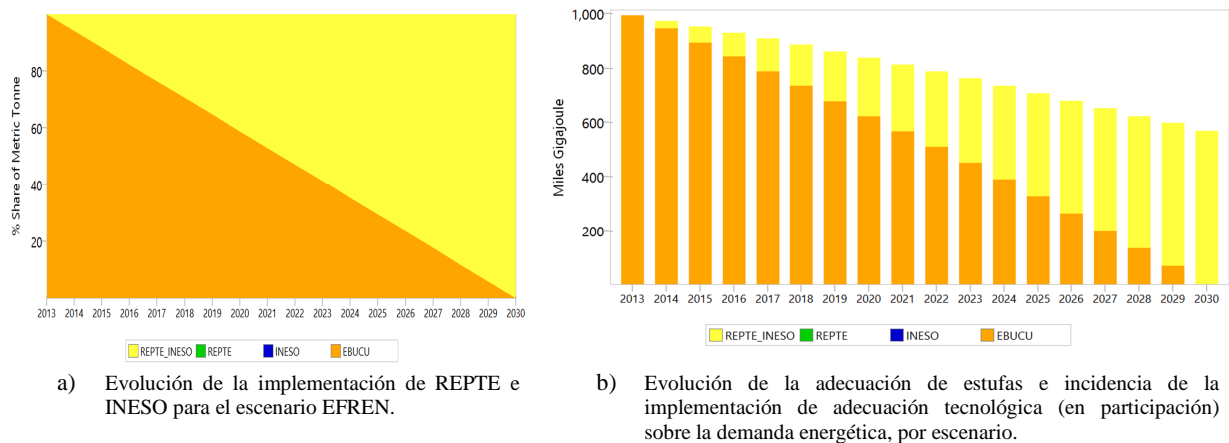 % Share of Metric Tonne
80
60
40
20
2013 2014 2015 2016 2017 2018 2019 2020 2021 2022 2023 2024 2025 2026 2027 2028 2029 2030
REPTE_INESO REPTE INESO EBUCU
a) Evolución de la implementación de REPTE e
INESO para el escenario EFREN.
Miles Gigajoule
1,000
800
600
400
200
2013 2014 2015 2016 2017 2018 2019 2020 2021 2022 2023 2024 2025 2026 2027 2028 2029 2030
REPTE_INESO REPTE INESO EBUCU
b) Evolución de la adecuación de estufas e incidencia de la
implementación de adecuación tecnológica (en participación)
sobre la demanda energética, por escenario.